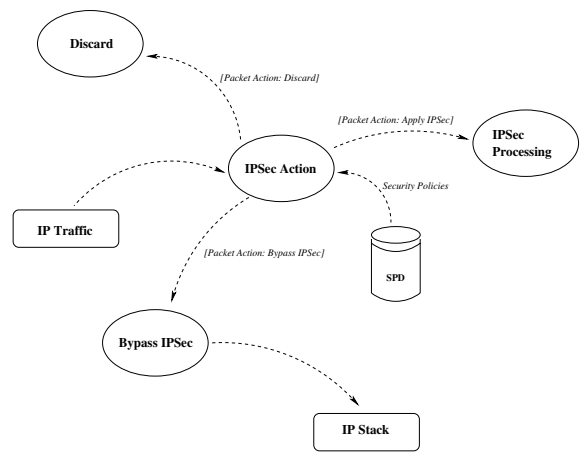 Discard
[Packet Action: Discard]
[Packet Action: Apply IPSec]
IPSec
Processing
IPSec Action
Security Policies
IP Traffic
[Packet Action: Bypass IPSec]
SPD
Bypass IPSec
IP Stack